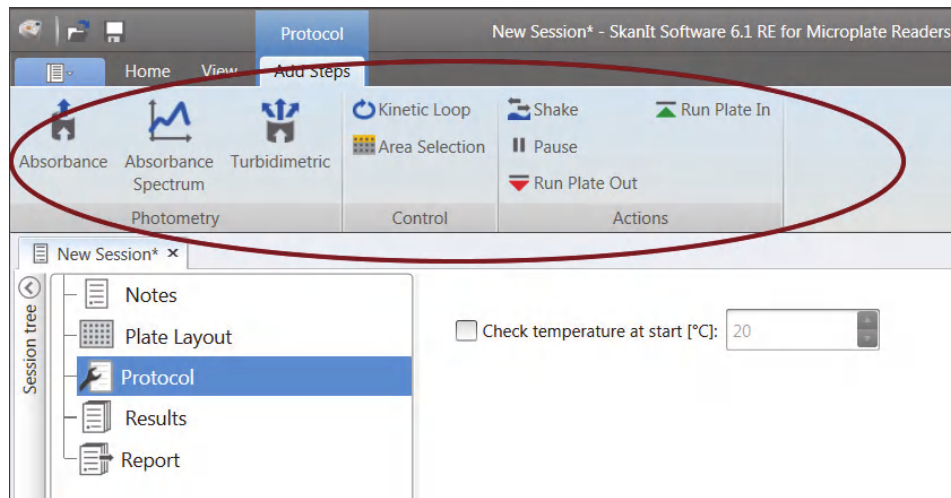 Protocol
New Session* - SkanIt Software 6.1 RE for Microplate Readers
Home View Add Steps
Absorbance
Absorbance Spectrum
Turbidimetric
Photometry
Kinetic Loop
Area Selection
Control
Shake
Pause
Run Plate Out
Run Plate In
Actions
New Session* ×
Session tree
Notes
Plate Layout
Protocol
Results
Report
Check temperature at start [°C]: 20